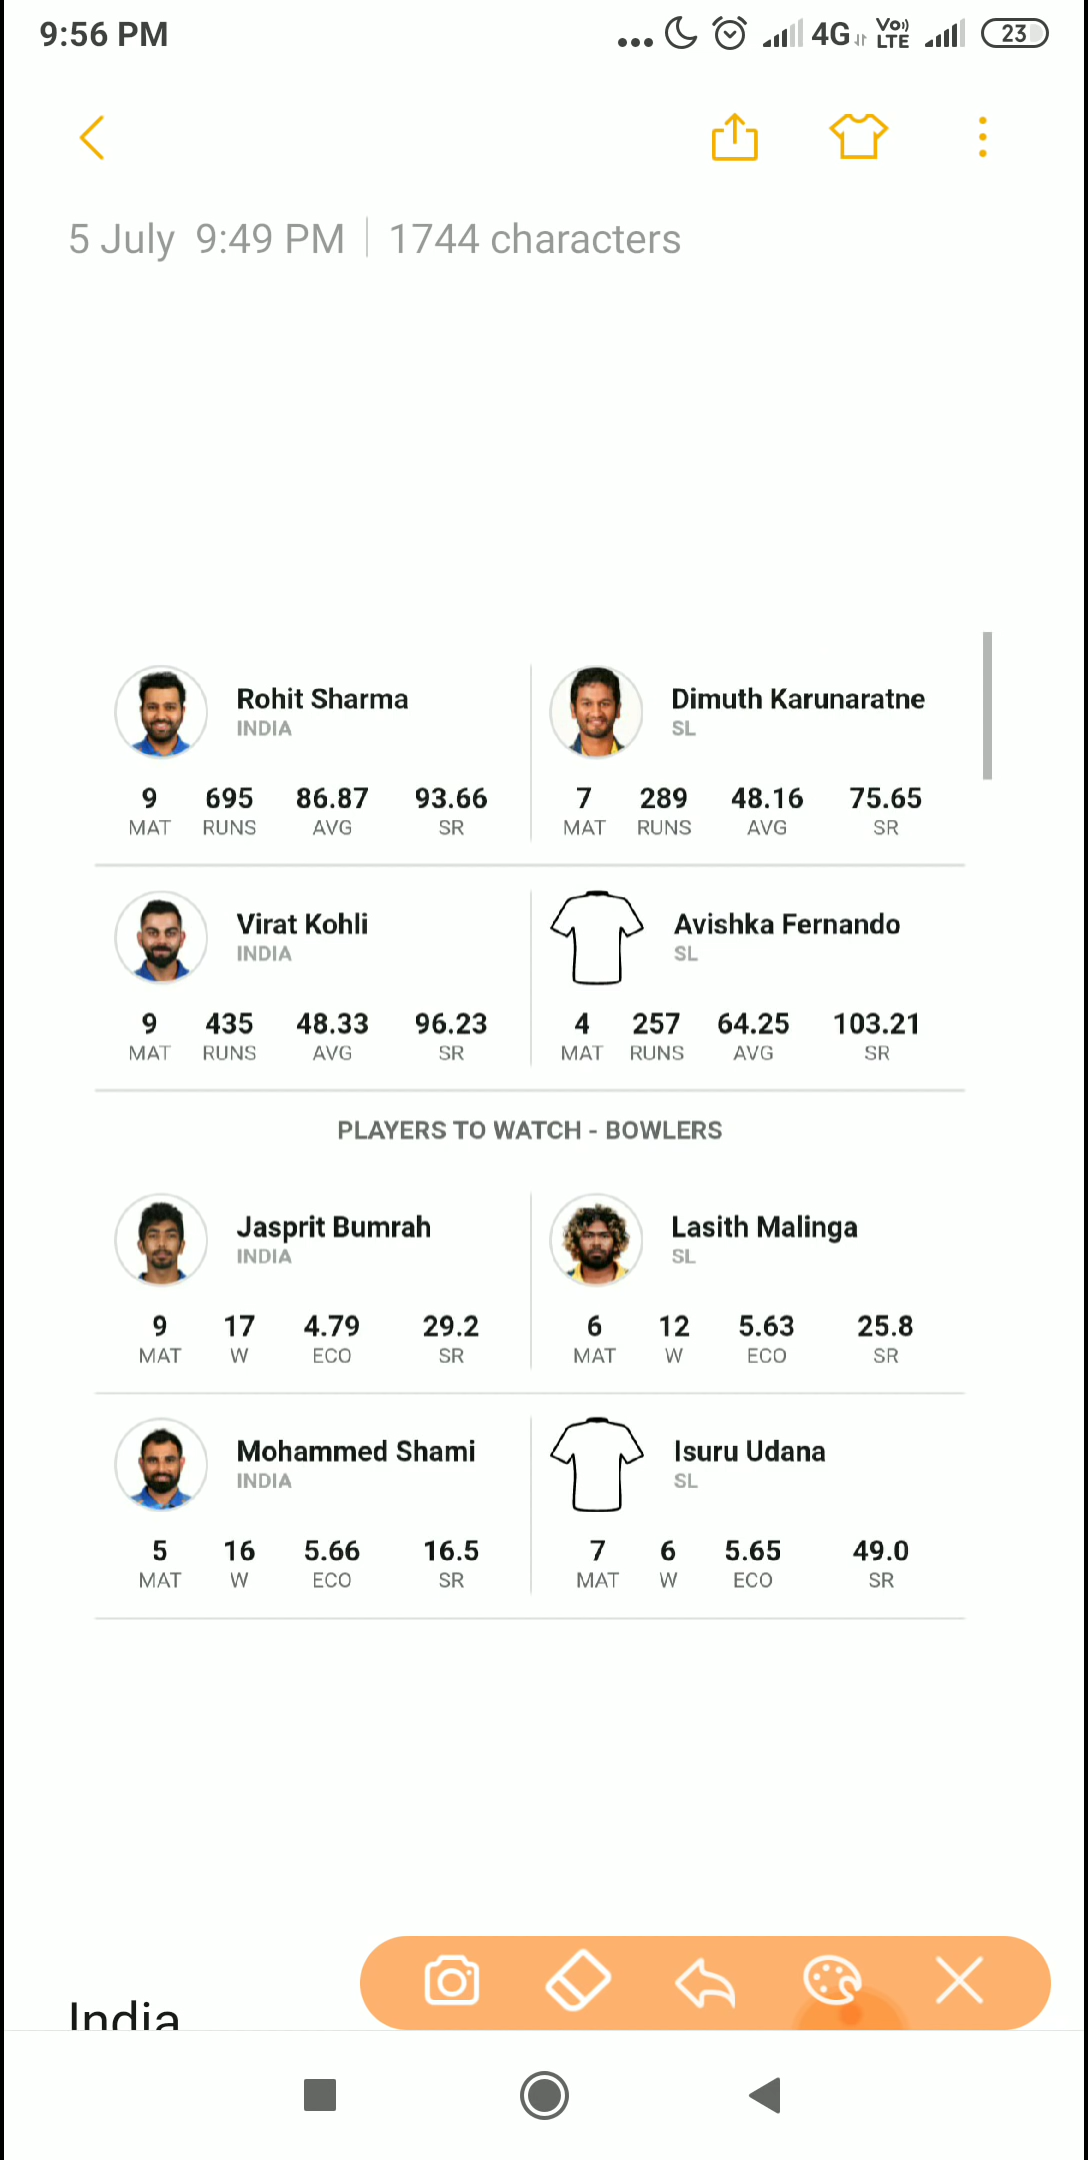 9:56 PM
... 4G Vo)) LTE 23
5 July 9:49 PM | 1744 characters
Rohit Sharma
INDIA
9 695 86.87 93.66
MAT RUNS AVG SR
Dimuth Karunaratne
SL
7 289 48.16 75.65
MAT RUNS AVG SR
Virat Kohli
INDIA
9 435 48.33 96.23
MAT RUNS AVG SR
Avishka Fernando
SL
4 257 64.25 103.21
MAT RUNS AVG SR
PLAYERS TO WATCH - BOWLERS
Jasprit Bumrah
INDIA
9 17 4.79 29.2
MAT W ECO SR
Lasith Malinga
SL
6 12 5.63 25.8
MAT W ECO SR
Mohammed Shami
INDIA
5 16 5.66 16.5
MAT W ECO SR
Isuru Udana
SL
7 6 5.65 49.0
MAT W ECO SR
India